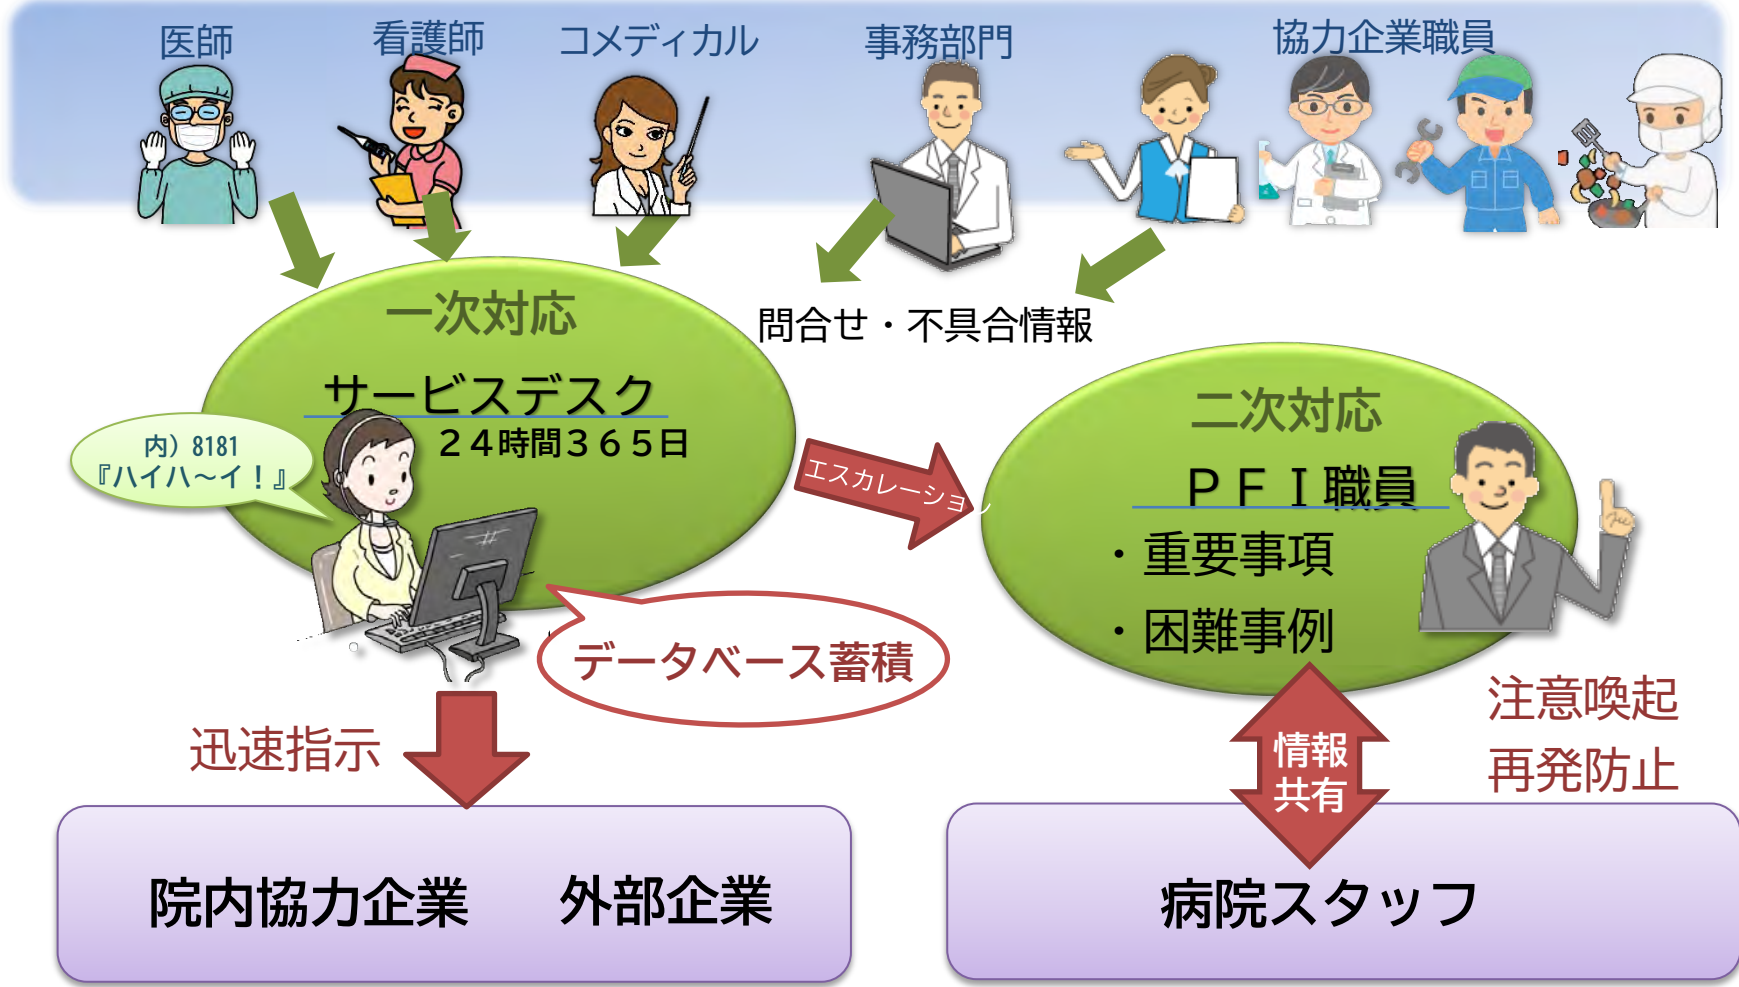 医師
看護師
コメディカル
事務部門
協力企業職員
問合せ・不具合情報
一次対応
サービスデスク
２４時間３６５日
内）8181
『ハイハ～イ！』
エスカレーション
二次対応
ＰＦＩ職員
・重要事項
・困難事例
データベース蓄積
迅速指示
情報
共有
注意喚起
再発防止
院内協力企業　外部企業
病院スタッフ